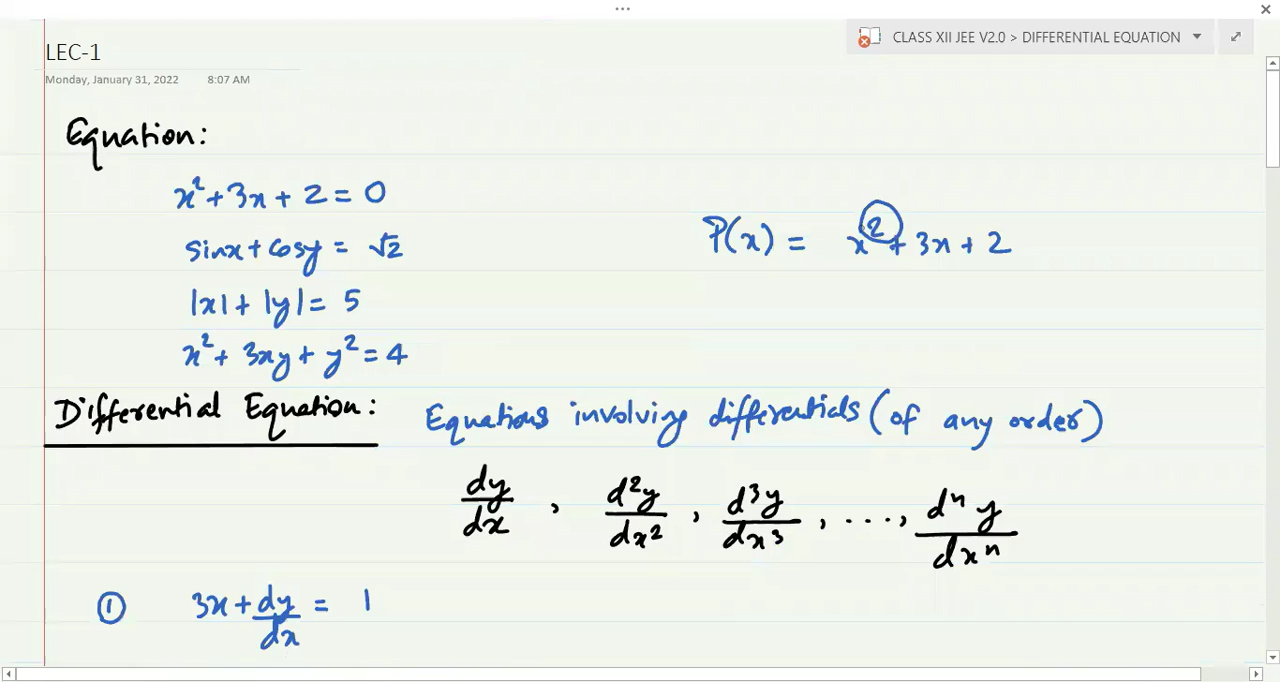 LEC-1
CLASS XII JEE V2.0 > DIFFERENTIAL EQUATION
Monday, January 31, 2022 8:07 AM
Equation:
x² + 3x + 2 = 0
sinx + cosy = √2
P(x) = x² + 3x + 2
|x| + |y| = 5
x² + 3xy + y² = 4
Differential Equation: Equations involving differentials (of any order)
dy/dx , d²y/dx² , d³y/dx³ , ..., dⁿy/dxⁿ
① 3x + dy/dx = 1